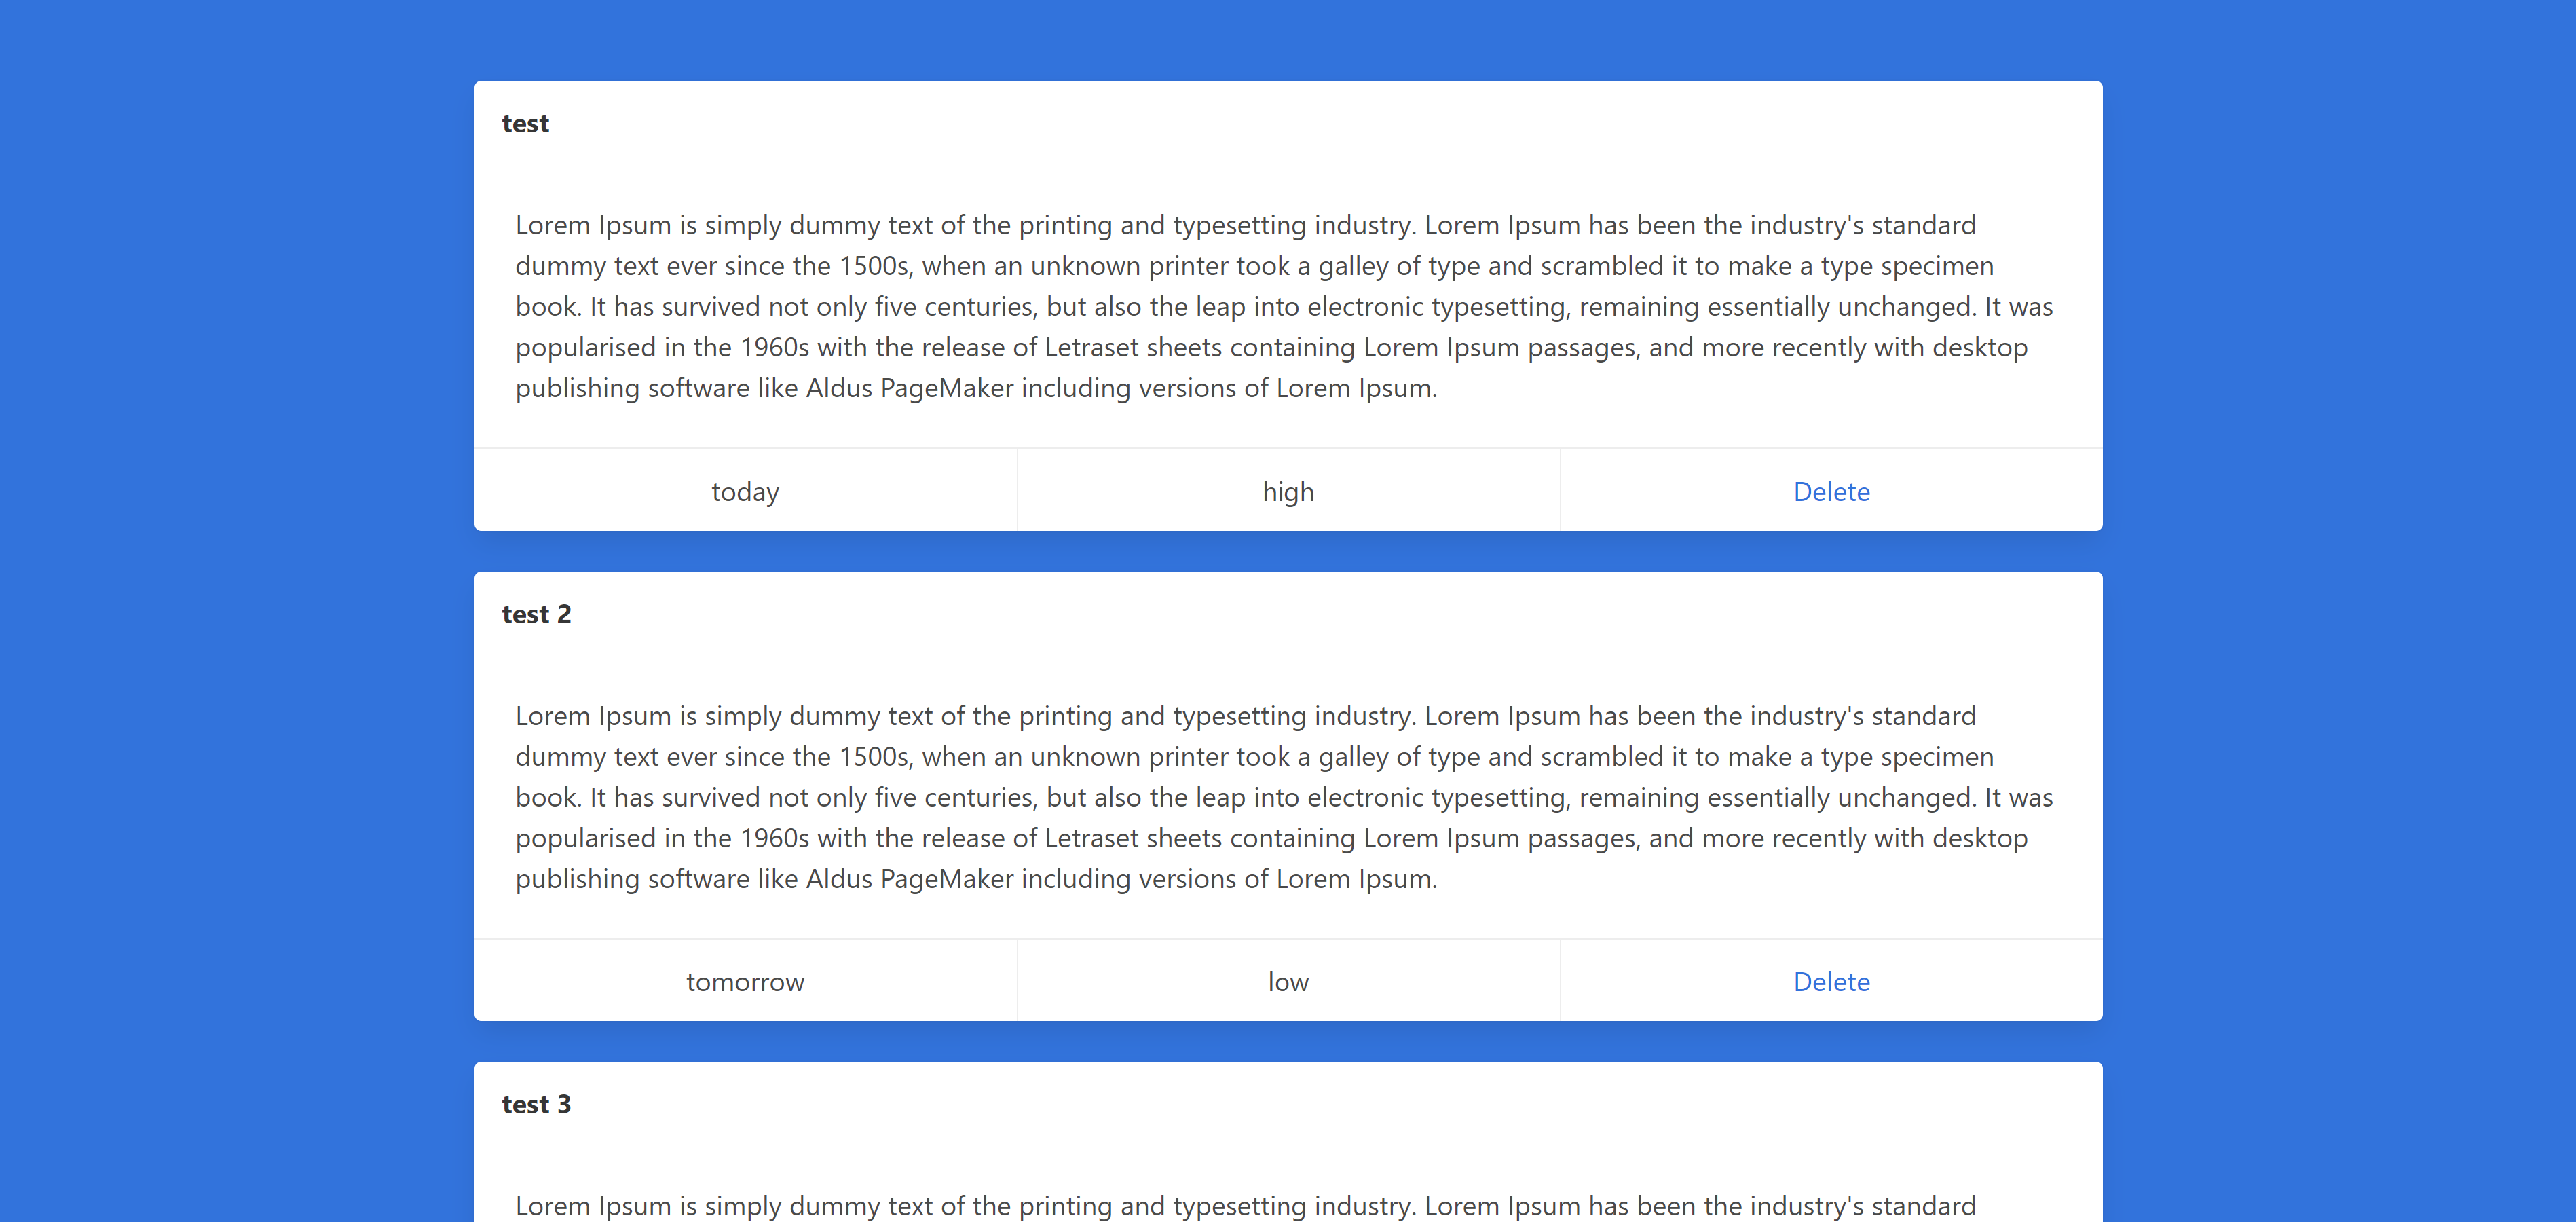 test
Lorem Ipsum is simply dummy text of the printing and typesetting industry. Lorem Ipsum has been the industry's standard
dummy text ever since the 1500s, when an unknown printer took a galley of type and scrambled it to make a type specimen
book. It has survived not only five centuries, but also the leap into electronic typesetting, remaining essentially unchanged. It was
popularised in the 1960s with the release of Letraset sheets containing Lorem Ipsum passages, and more recently with desktop
publishing software like Aldus PageMaker including versions of Lorem Ipsum.
today high Delete
test 2
Lorem Ipsum is simply dummy text of the printing and typesetting industry. Lorem Ipsum has been the industry's standard
dummy text ever since the 1500s, when an unknown printer took a galley of type and scrambled it to make a type specimen
book. It has survived not only five centuries, but also the leap into electronic typesetting, remaining essentially unchanged. It was
popularised in the 1960s with the release of Letraset sheets containing Lorem Ipsum passages, and more recently with desktop
publishing software like Aldus PageMaker including versions of Lorem Ipsum.
tomorrow low Delete
test 3
Lorem Ipsum is simply dummy text of the printing and typesetting industry. Lorem Ipsum has been the industry's standard